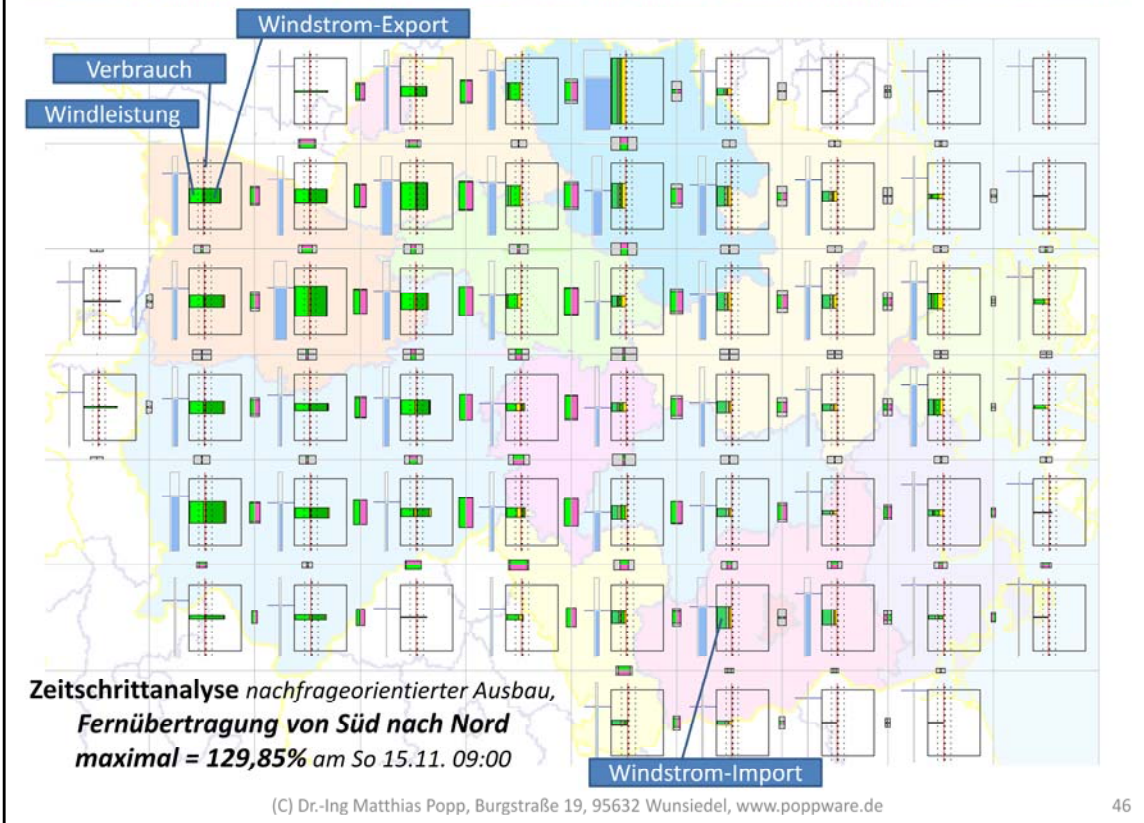 Windstrom-Export
Verbrauch
Windleistung
Zeitschrittanalyse nachfrageorientierter Ausbau,
Fernübertragung von Süd nach Nord
maximal = 129,85% am So 15.11. 09:00
Windstrom-Import
(C) Dr.-Ing Matthias Popp, Burgstraße 19, 95632 Wunsiedel, www.poppware.de
46